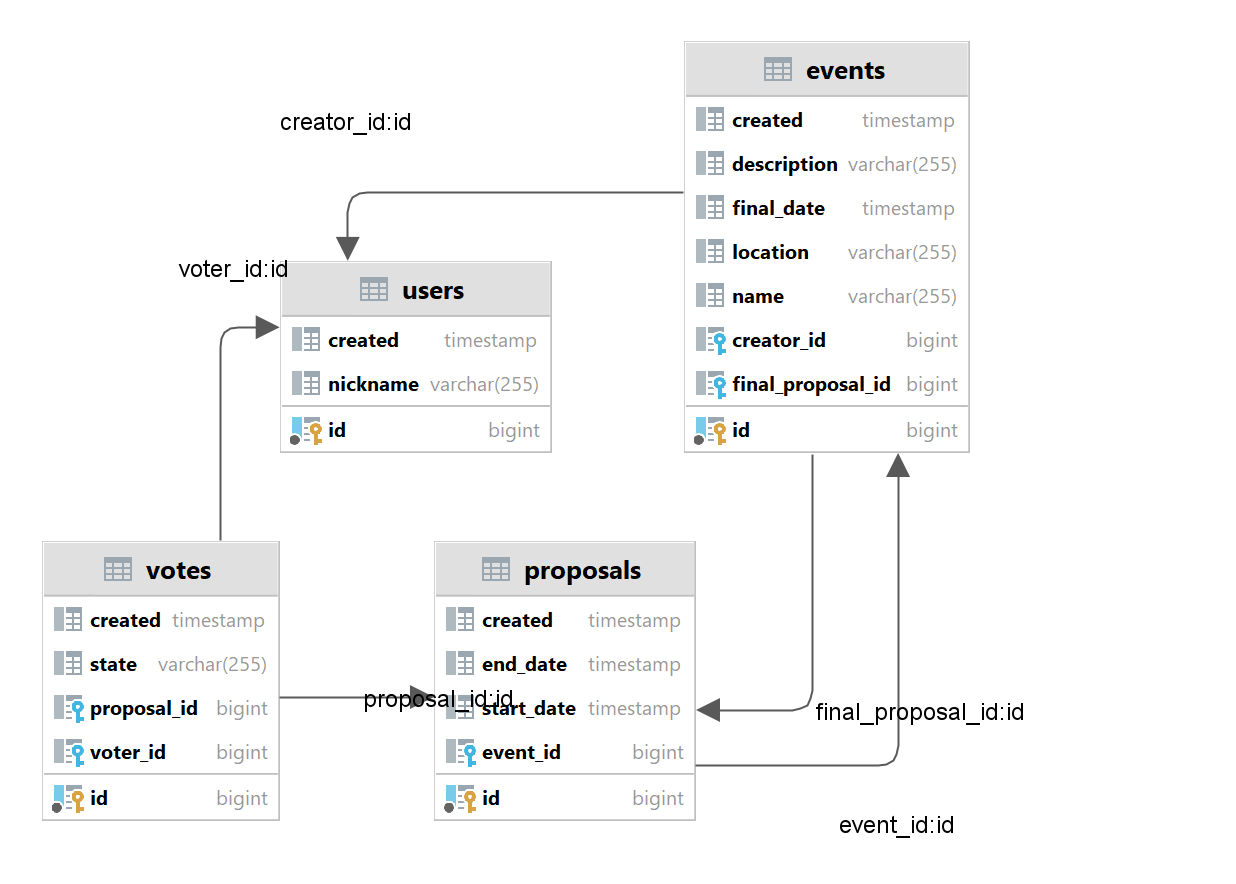 events
created timestamp
description varchar(255)
final_date timestamp
location varchar(255)
name varchar(255)
creator_id bigint
final_proposal_id bigint
id bigint
creator_id:id
voter_id:id
users
created timestamp
nickname varchar(255)
id bigint
votes
created timestamp
state varchar(255)
proposal_id bigint
voter_id bigint
id bigint
proposal_id:id
proposals
created timestamp
end_date timestamp
start_date timestamp
event_id bigint
id bigint
final_proposal_id:id
event_id:id